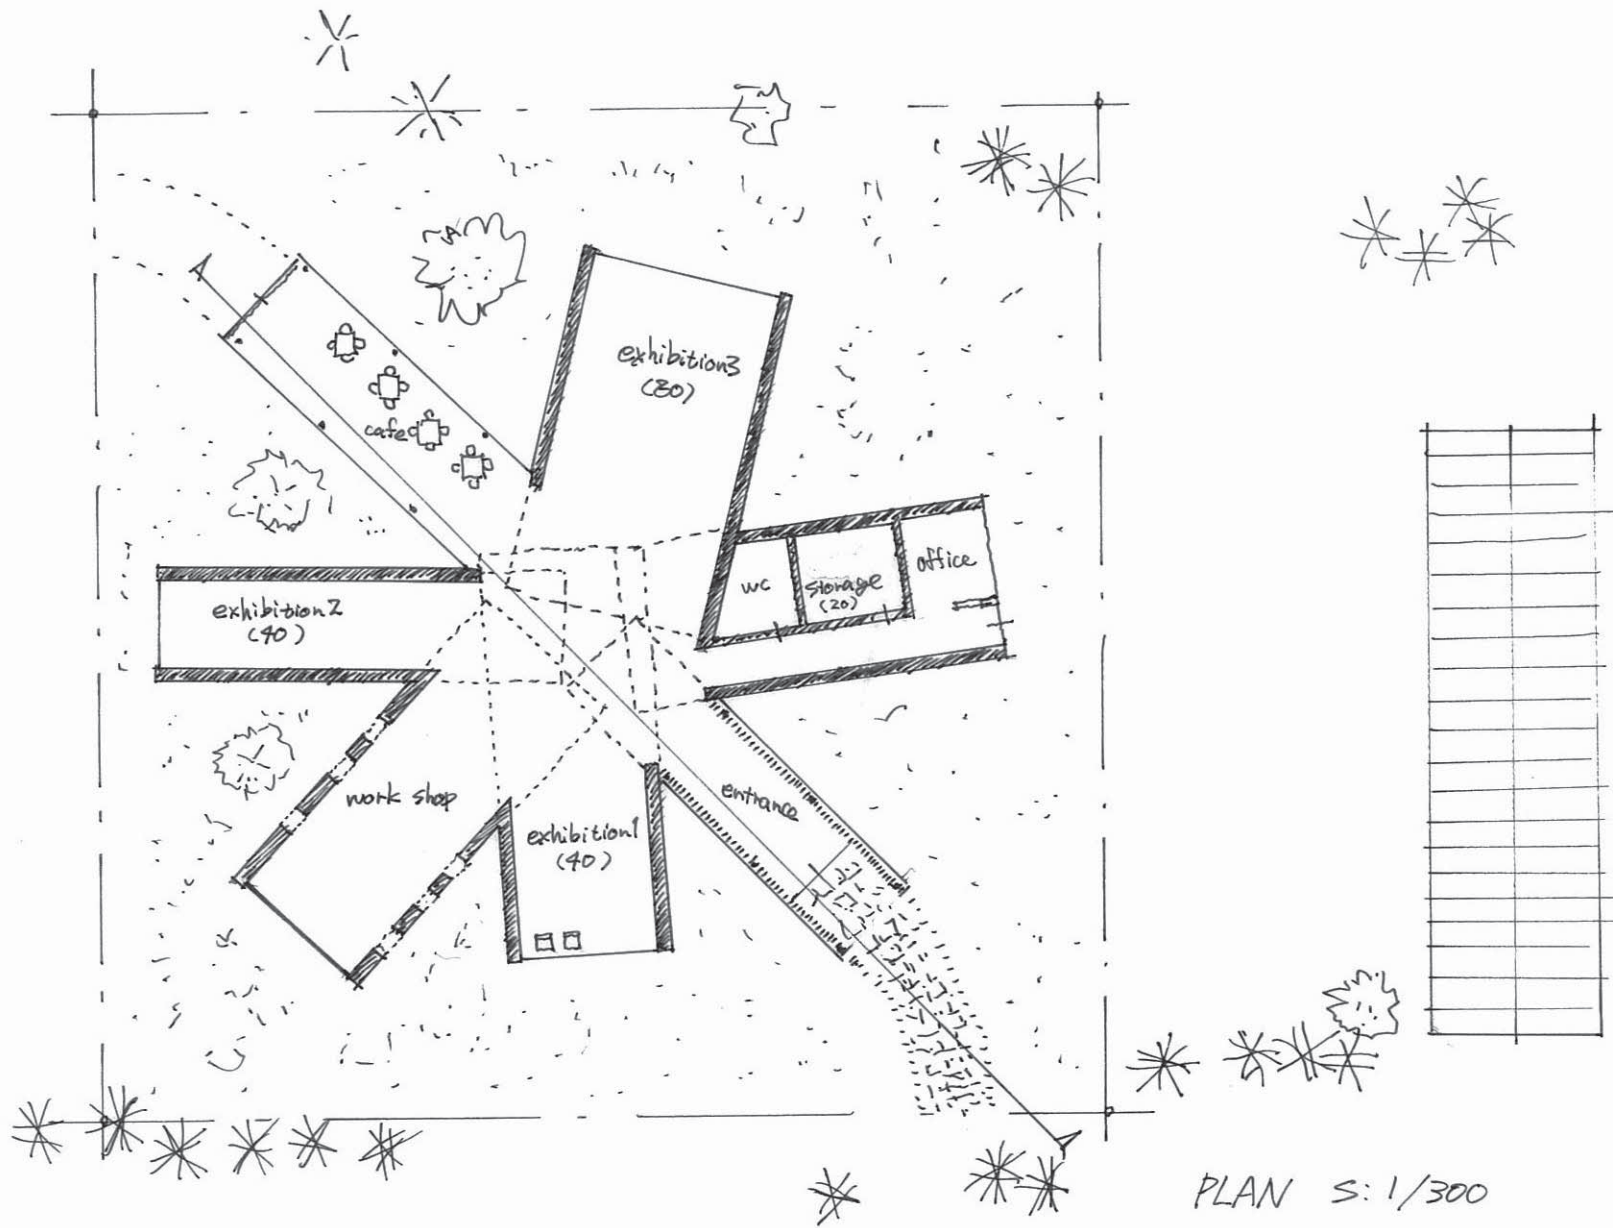 exhibition3
(80)
cafe
office
wc
storage
(20)
exhibition2
(40)
work shop
entrance
exhibition1
(40)
PLAN S: 1/300